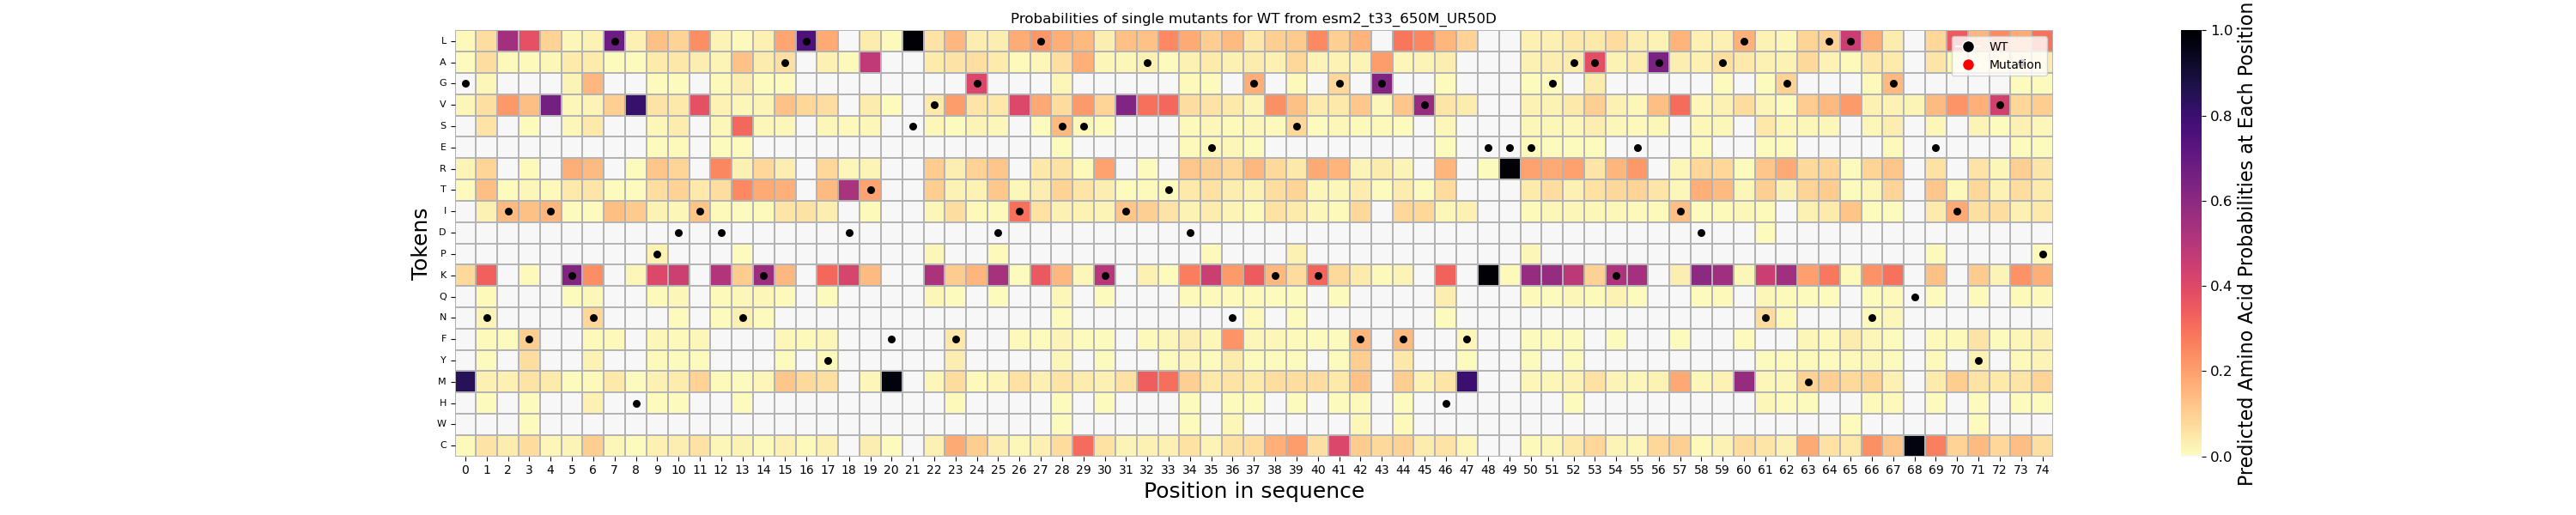 Probabilities of single mutants for WT from esm2_t33_650M_UR50D
L
A
G
V
S
E
R
T
I
D
P
K
Q
N
F
Y
M
H
W
C
Tokens
0 1 2 3 4 5 6 7 8 9 10 11 12 13 14 15 16 17 18 19 20 21 22 23 24 25 26 27 28 29 30 31 32 33 34 35 36 37 38 39 40 41 42 43 44 45 46 47 48 49 50 51 52 53 54 55 56 57 58 59 60 61 62 63 64 65 66 67 68 69 70 71 72 73 74
Position in sequence
WT
Mutation
1.0
0.8
0.6
0.4
0.2
0.0
Predicted Amino Acid Probabilities at Each Position